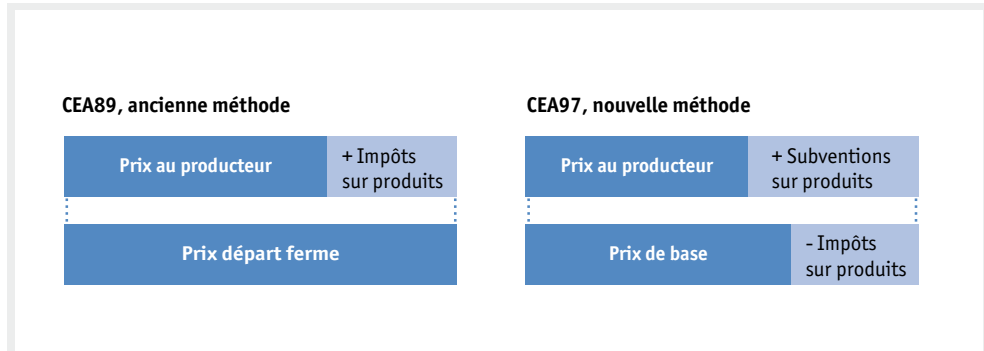 CEA89, ancienne méthode
Prix au producteur
+ Impôts
sur produits
Prix départ ferme
CEA97, nouvelle méthode
Prix au producteur
+ Subventions
sur produits
Prix de base
- Impôts
sur produits